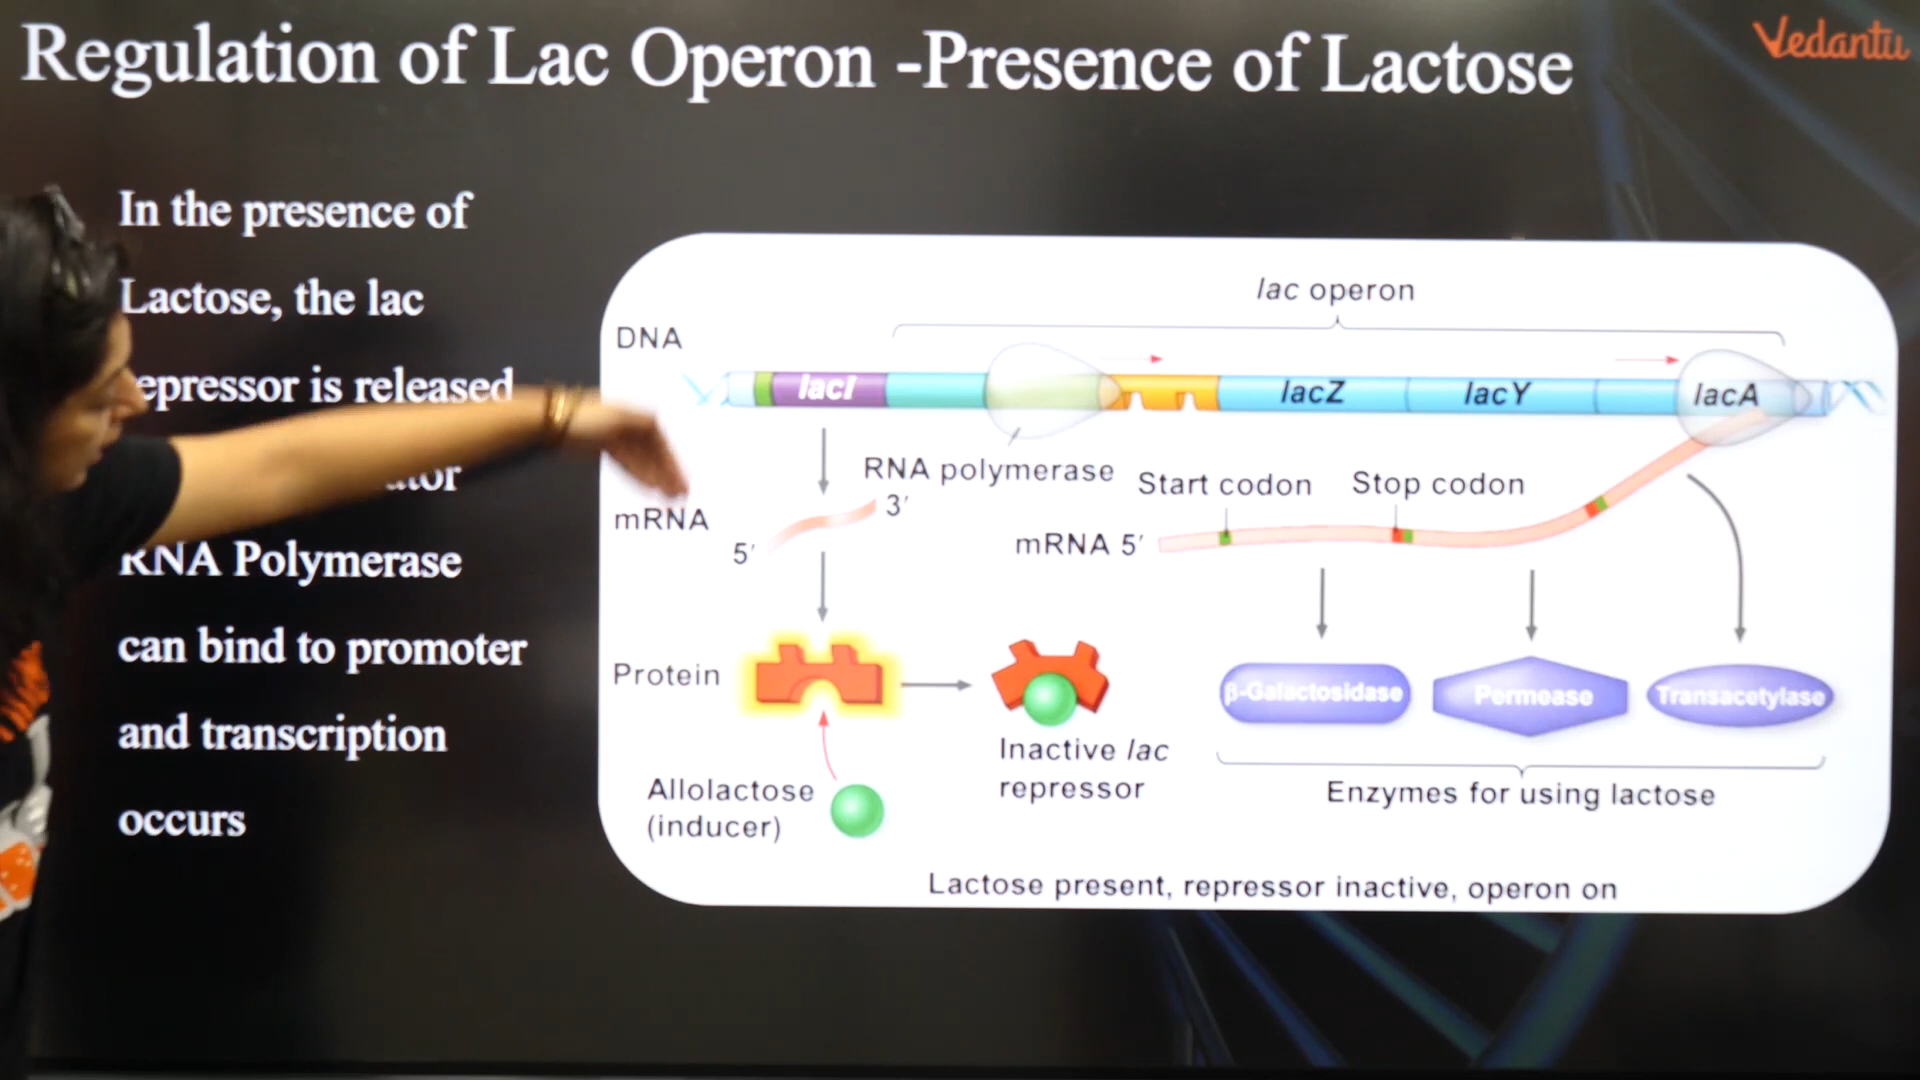 Regulation of Lac Operon -Presence of Lactose
Vedantu
In the presence of
Lactose, the lac
epressor is released
RNA Polymerase
can bind to promoter
and transcription
occurs
lac operon
DNA
lacI
lacZ
lacY
lacA
RNA polymerase
Start codon
Stop codon
mRNA
5′
3′
mRNA 5′
Protein
β-Galactosidase
Permease
Transacetylase
Inactive lac
repressor
Allolactose
(inducer)
Enzymes for using lactose
Lactose present, repressor inactive, operon on